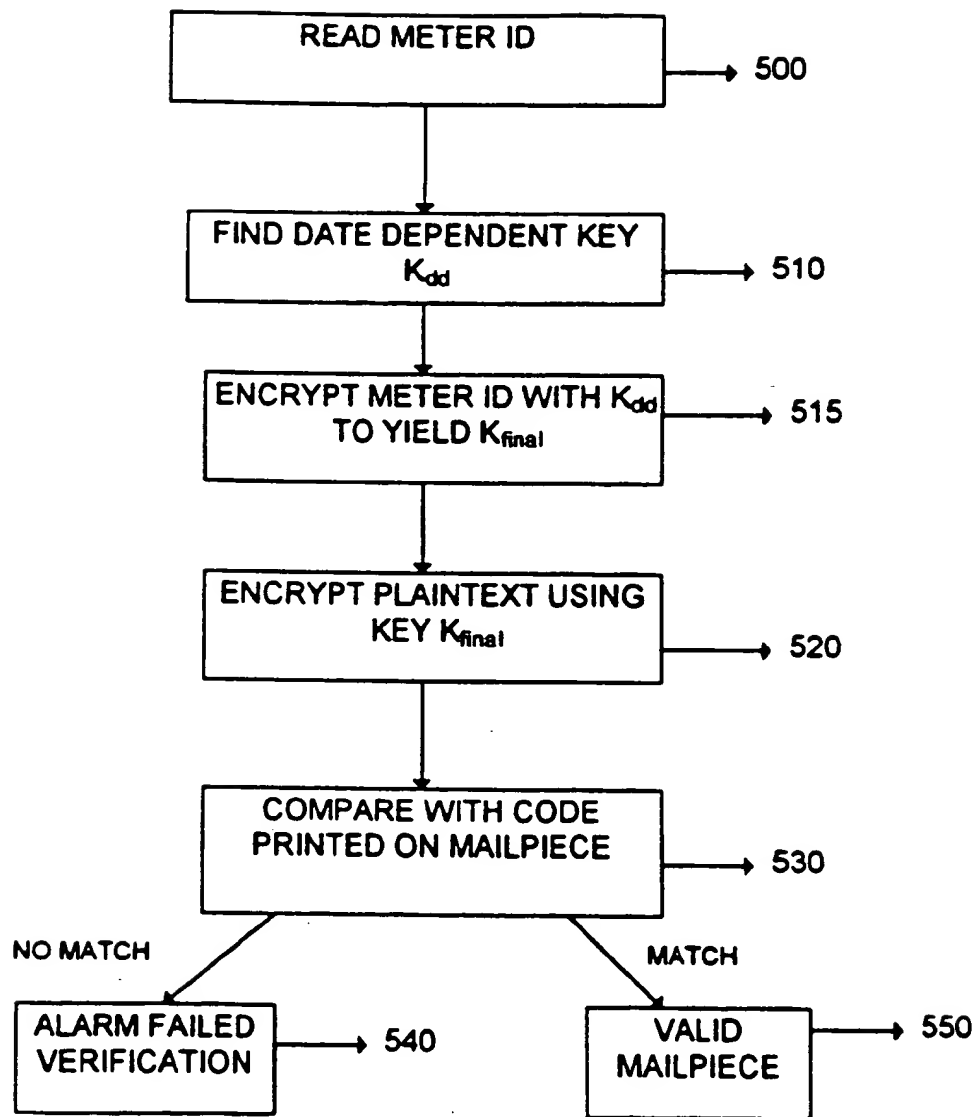 READ METER ID
500
FIND DATE DEPENDENT KEY
Kdd
510
ENCRYPT METER ID WITH Kdd
TO YIELD Kfinal
515
ENCRYPT PLAINTEXT USING
KEY Kfinal
520
COMPARE WITH CODE
PRINTED ON MAILPIECE
530
NO MATCH
MATCH
ALARM FAILED
VERIFICATION
540
VALID
MAILPIECE
550